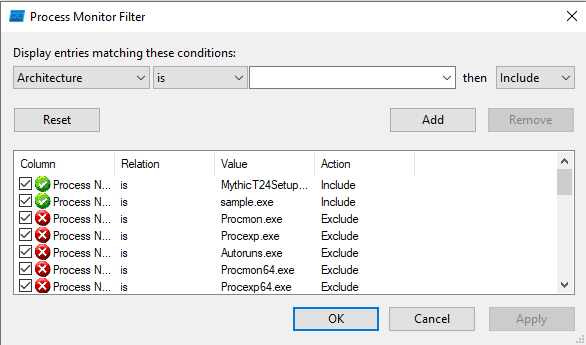 Process Monitor Filter
Display entries matching these conditions:
Architecture is then Include
Reset Add Remove
Column Relation Value Action
Process N... is MythicT24Setup... Include
Process N... is sample.exe Include
Process N... is Procmon.exe Exclude
Process N... is Procexp.exe Exclude
Process N... is Autoruns.exe Exclude
Process N... is Procmon64.exe Exclude
Process N... is Procexp64.exe Exclude
OK Cancel Apply